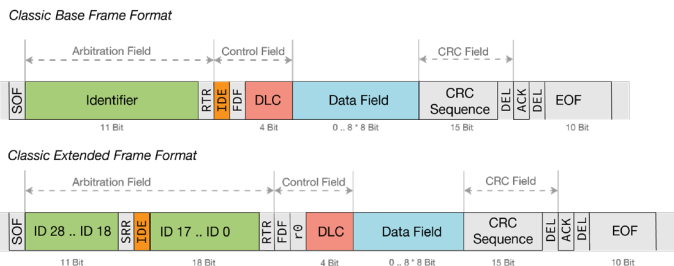 Classic Base Frame Format
Arbitration Field Control Field CRC Field
SOF Identifier RTR IDE FDF DLC Data Field CRC Sequence DEL ACK DEL EOF
11 Bit 4 Bit 0 .. 8 * 8 Bit 15 Bit 10 Bit
Classic Extended Frame Format
Arbitration Field Control Field CRC Field
SOF ID 28 .. ID 18 SRR IDE ID 17 .. ID 0 RTR FDF r0 DLC Data Field CRC Sequence DEL ACK DEL EOF
11 Bit 18 Bit 4 Bit 0 .. 8 * 8 Bit 15 Bit 10 Bit